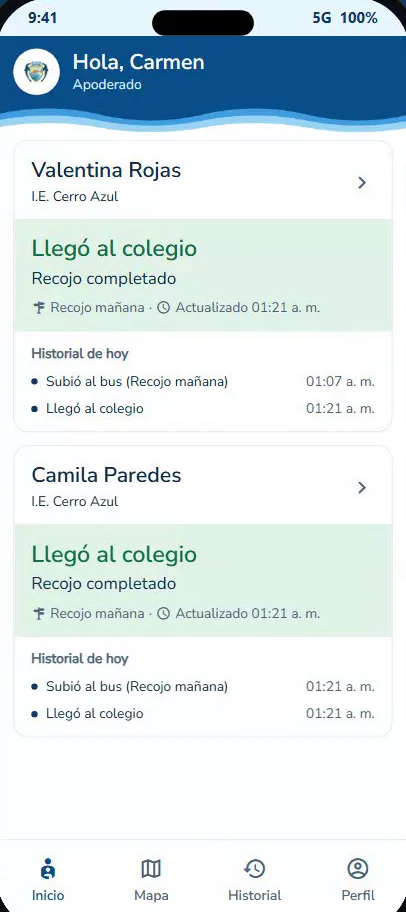 9:41
5G 100%
Hola, Carmen
Apoderado
Valentina Rojas
I.E. Cerro Azul
Llegó al colegio
Recojo completado
Recojo mañana · Actualizado 01:21 a. m.
Historial de hoy
Subió al bus (Recojo mañana) 01:07 a. m.
Llegó al colegio 01:21 a. m.
Camila Paredes
I.E. Cerro Azul
Llegó al colegio
Recojo completado
Recojo mañana · Actualizado 01:21 a. m.
Historial de hoy
Subió al bus (Recojo mañana) 01:21 a. m.
Llegó al colegio 01:21 a. m.
Inicio
Mapa
Historial
Perfil